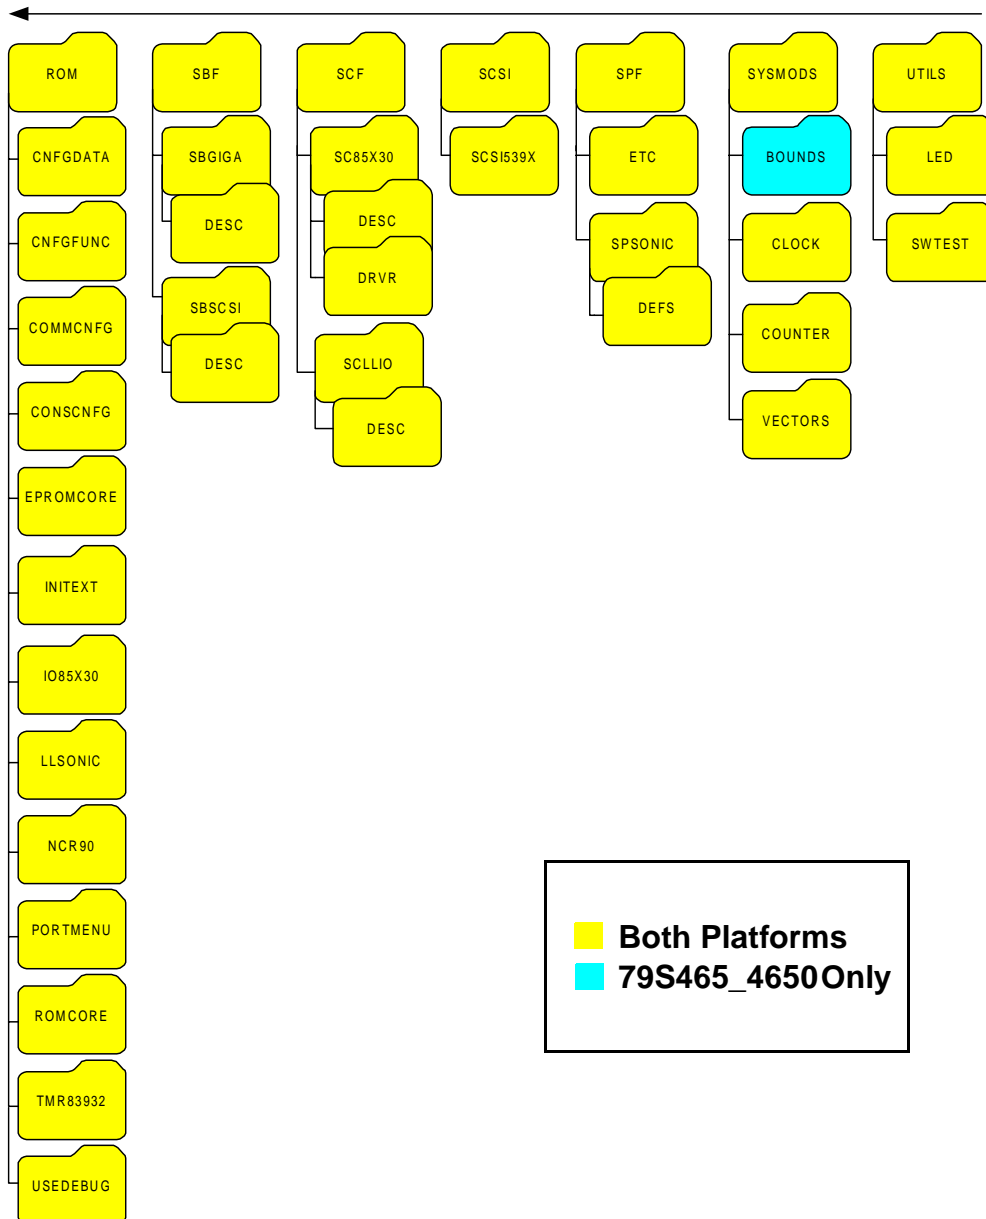 ROM
SBF
SCF
SCSI
SPF
SYSMODS
UTILS
CNFGDATA
SBGIGA
SC85X30
SCSI539X
ETC
BOUNDS
LED
DESC
DESC
CNFGFUNC
SPSONIC
CLOCK
SWTEST
DRVR
SBSCSI
DEFS
COMMCNFG
COUNTER
DESC
SCLLIO
CONSCNFG
VECTORS
DESC
EPROMCORE
INITEXT
IO85X30
LLSONIC
NCR90
PORTMENU
ROMCORE
TMR83932
USEDEBUG
Both Platforms
79S465_4650 Only